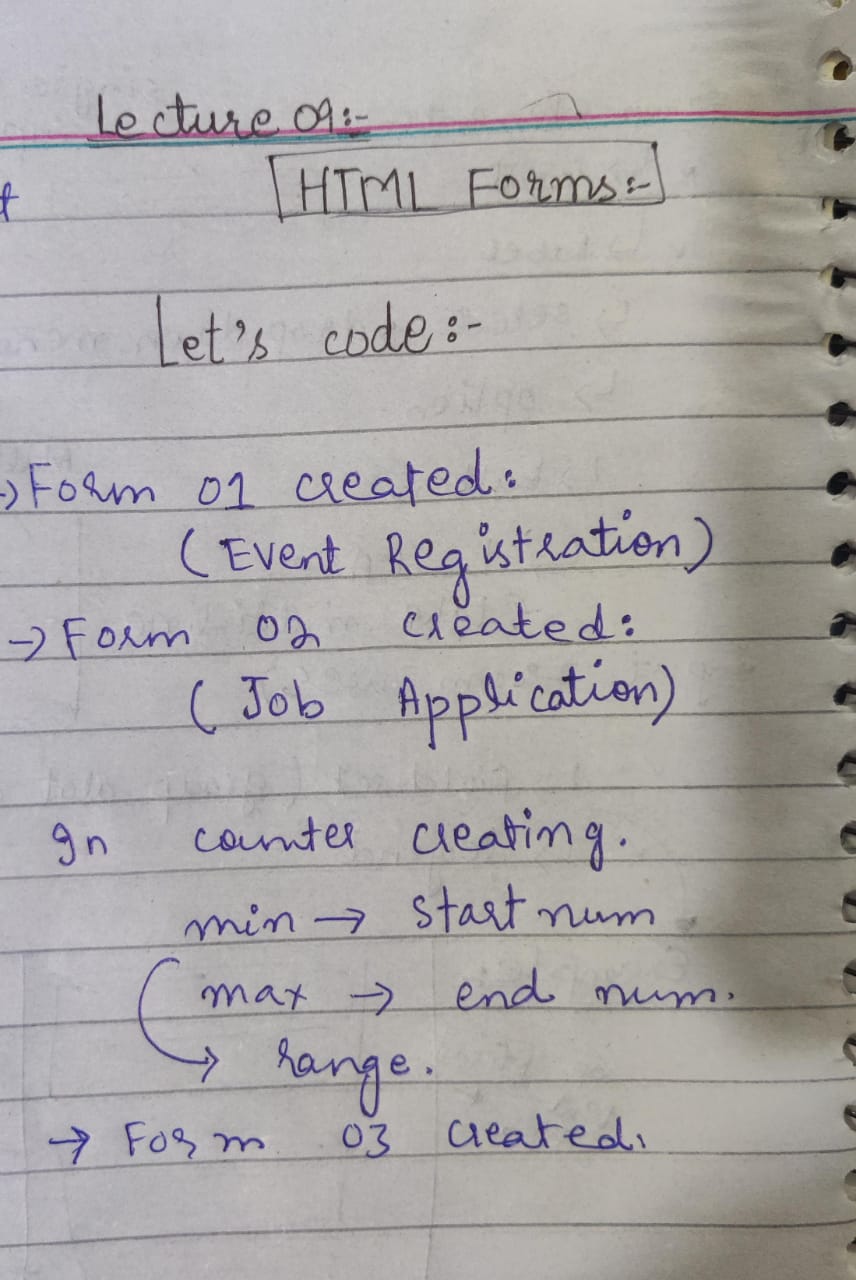 Lecture 09:-
HTML Forms:-
Let's code:-
→ Form 01 created:
(Event Registration)
→ Form 02 created:
(Job Application)
In counter creating.
min → start num
max → end num.
→ range.
→ Form 03 created.